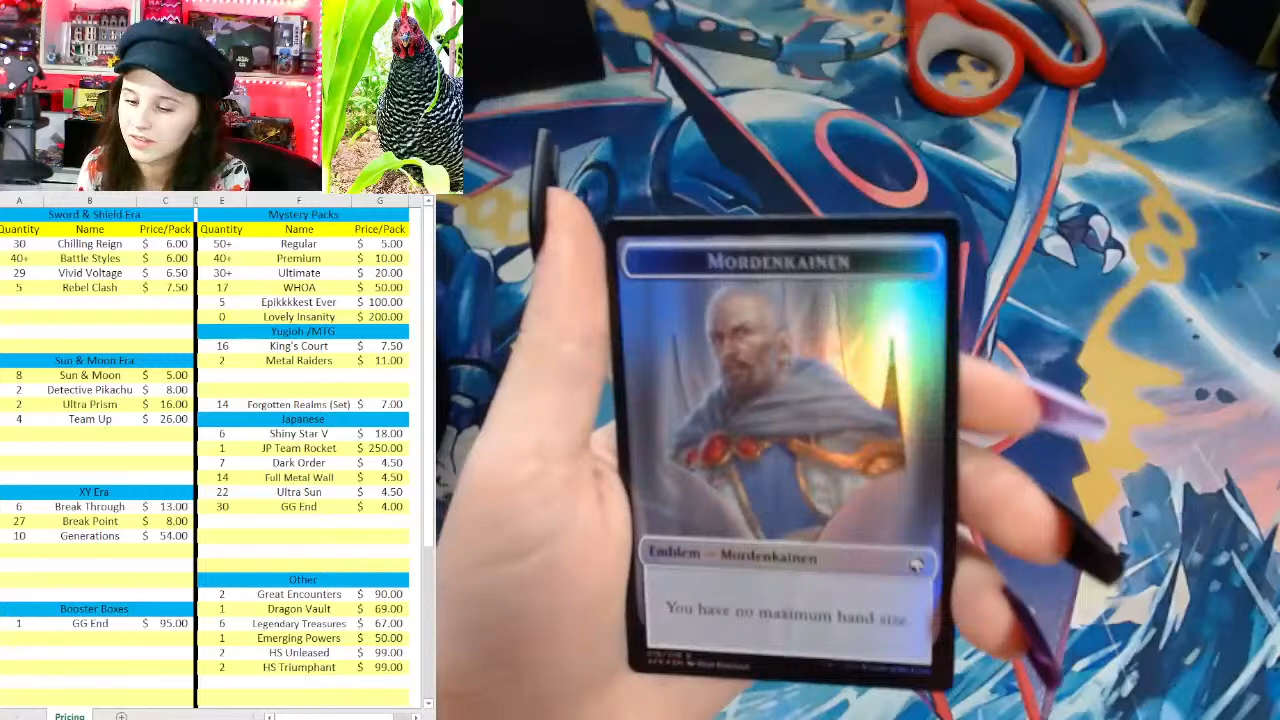 A B C E F G
Sword & Shield Era Mystery Packs
Quantity Name Price/Pack Quantity Name Price/Pack
30 Chilling Reign $ 6.00 50+ Regular $ 5.00
40+ Battle Styles $ 6.00 40+ Premium $ 10.00
29 Vivid Voltage $ 6.50 30+ Ultimate $ 20.00
5 Rebel Clash $ 7.50 17 WHOA $ 50.00
5 Epikkkkest Ever $ 100.00
0 Lovely Insanity $ 200.00
Yugioh /MTG
16 King's Court $ 7.50
Sun & Moon Era 2 Metal Raiders $ 11.00
8 Sun & Moon $ 5.00
2 Detective Pikachu $ 8.00
2 Ultra Prism $ 16.00 14 Forgotten Realms (Set) $ 7.00
4 Team Up $ 26.00 Japanese
6 Shiny Star V $ 18.00
1 JP Team Rocket $ 250.00
7 Dark Order $ 4.50
14 Full Metal Wall $ 4.50
XY Era 22 Ultra Sun $ 4.50
6 Break Through $ 13.00 30 GG End $ 4.00
27 Break Point $ 8.00
10 Generations $ 54.00
Other
2 Great Encounters $ 90.00
Booster Boxes 1 Dragon Vault $ 69.00
1 GG End $ 95.00 6 Legendary Treasures $ 67.00
1 Emerging Powers $ 50.00
2 HS Unleased $ 99.00
2 HS Triumphant $ 99.00
Pricing
MORDENKAINEN
Emblem — Mordenkainen
You have no maximum hand size.